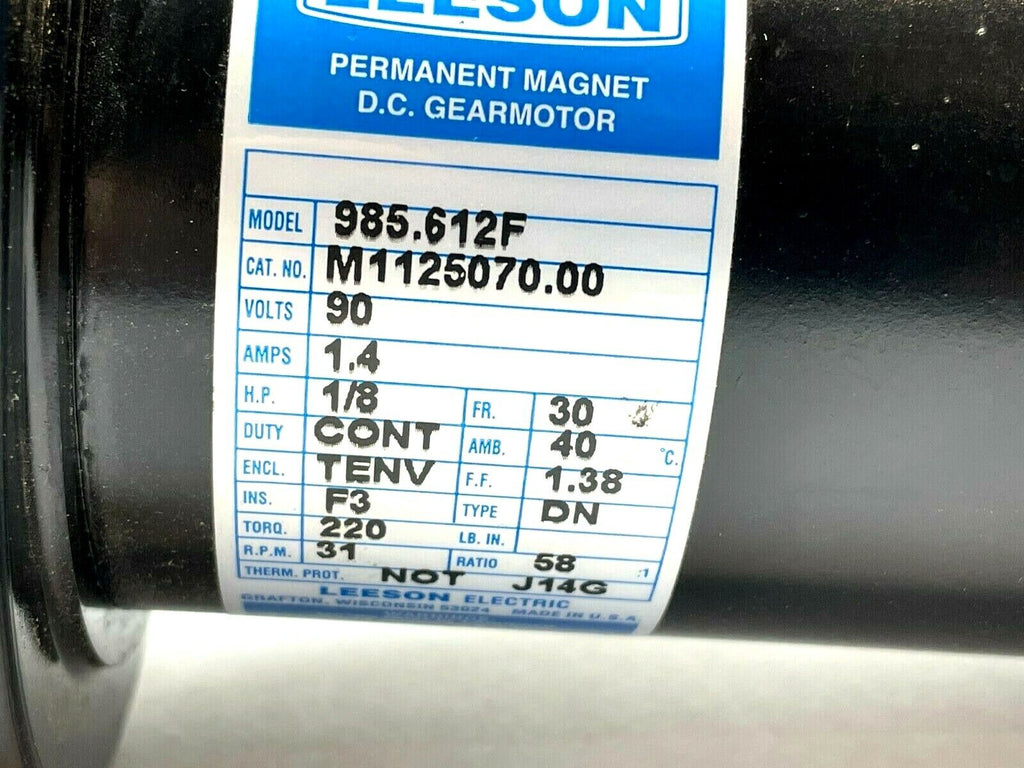 LEESON
PERMANENT MAGNET
D.C. GEARMOTOR
MODEL 985.612F
CAT. NO. M1125070.00
VOLTS 90
AMPS 1.4
H.P. 1/8 FR. 30
DUTY CONT AMB. 40 °C.
ENCL. TENV F.F. 1.38
INS. F3 TYPE DN
TORQ. 220 LB. IN.
R.P.M. 31 RATIO 58 :1
THERM. PROT. NOT J14G
LEESON ELECTRIC
GRAFTON, WISCONSIN 53024 MADE IN U.S.A